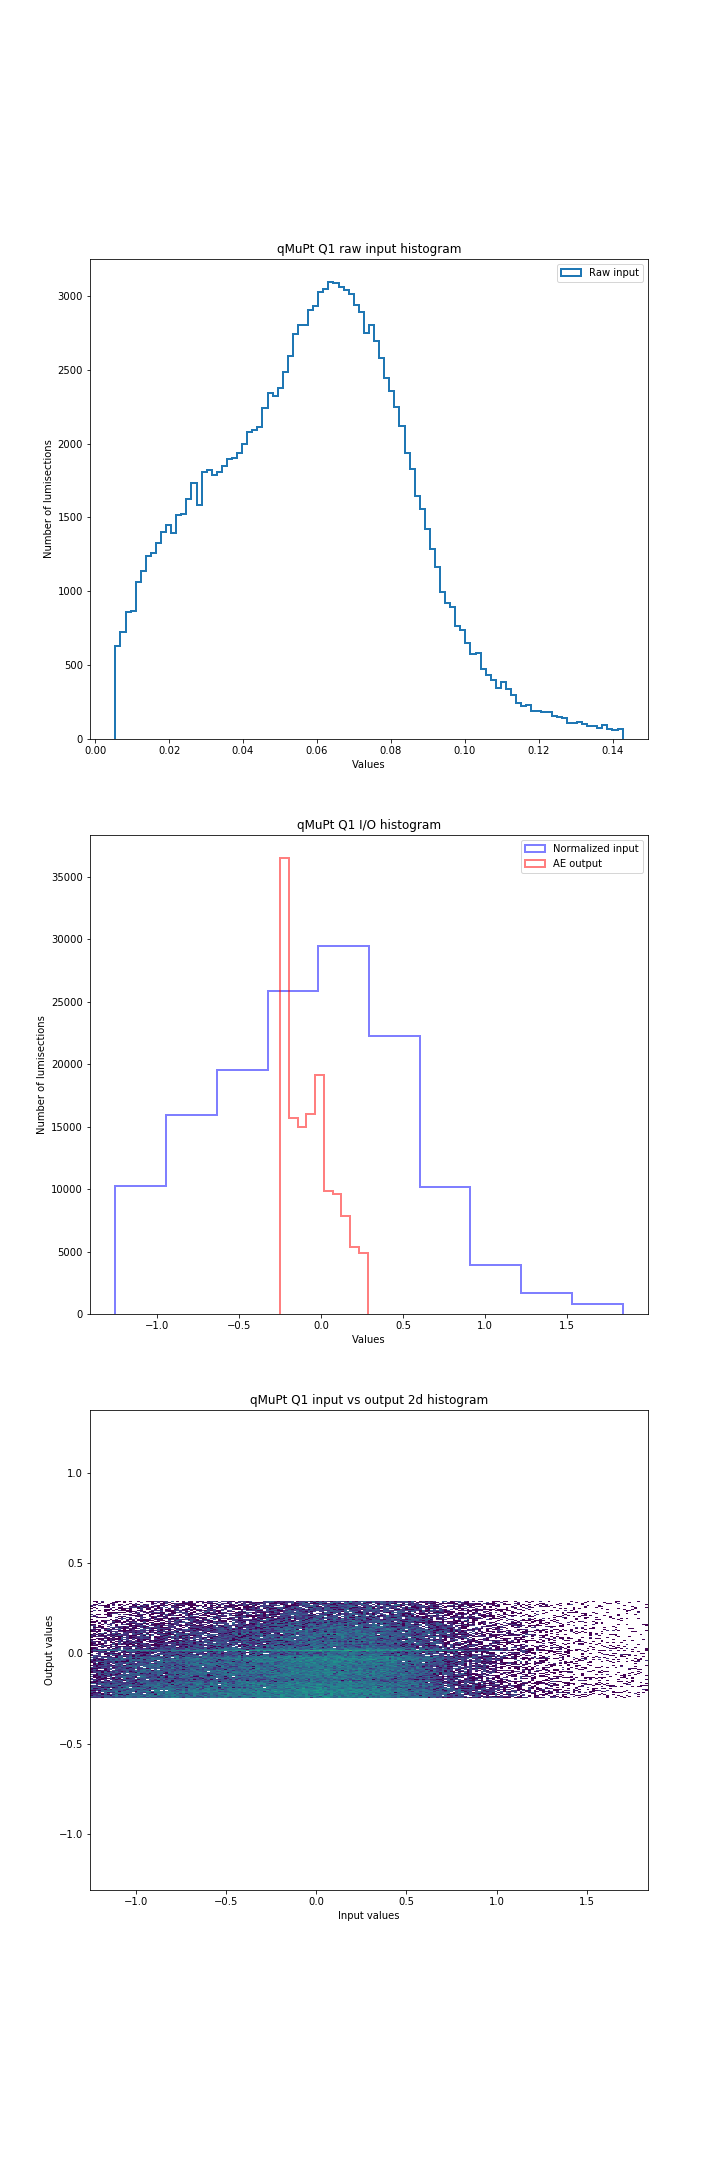 qMuPt Q1 raw input histogram
Raw input
3000
2500
2000
1500
1000
500
0
Number of lumisections
0.00 0.02 0.04 0.06 0.08 0.10 0.12 0.14
Values
qMuPt Q1 I/O histogram
Normalized input
AE output
35000
30000
25000
20000
15000
10000
5000
0
Number of lumisections
−1.0 −0.5 0.0 0.5 1.0 1.5
Values
qMuPt Q1 input vs output 2d histogram
1.0
0.5
0.0
−0.5
−1.0
Output values
−1.0 −0.5 0.0 0.5 1.0 1.5
Input values